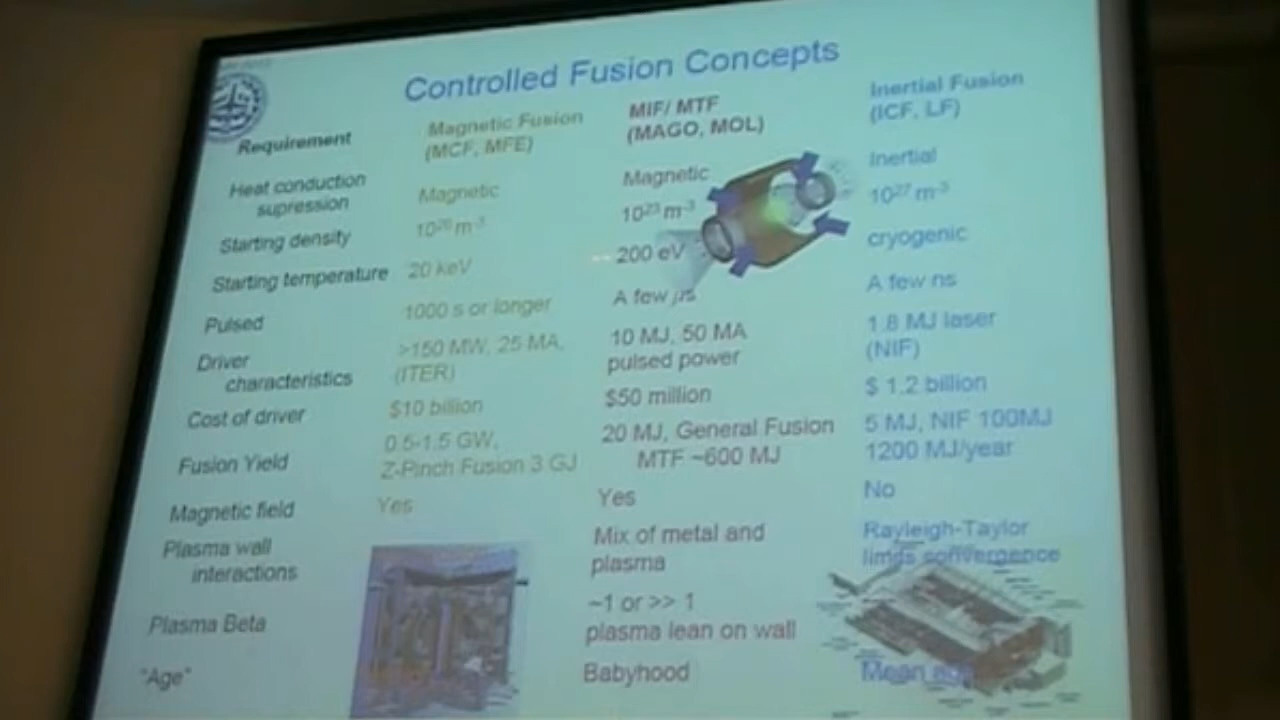 Controlled Fusion Concepts
Requirement
Magnetic Fusion
(MCF, MFE)
MIF/ MTF
(MAGO, MOL)
Inertial Fusion
(ICF, LF)
Heat conduction
supression
Magnetic
Magnetic
Inertial
Starting density
10²⁰ m⁻³
10²³ m⁻³
10²⁷ m⁻³
Starting temperature
20 keV
200 eV
cryogenic
Pulsed
1000 s or longer
A few µs
A few ns
Driver
characteristics
>150 MW, 25 MA,
(ITER)
10 MJ, 50 MA
pulsed power
1.8 MJ laser
(NIF)
Cost of driver
$10 billion
$50 million
$ 1.2 billion
Fusion Yield
0.5-1.5 GW,
Z-Pinch Fusion 3 GJ
20 MJ, General Fusion
MTF ~600 MJ
5 MJ, NIF 100MJ
1200 MJ/year
Magnetic field
Yes
Yes
No
Plasma wall
interactions
Mix of metal and
plasma
Rayleigh-Taylor
limits convergence
Plasma Beta
~1 or >> 1
plasma lean on wall
"Age"
Babyhood
Mean age